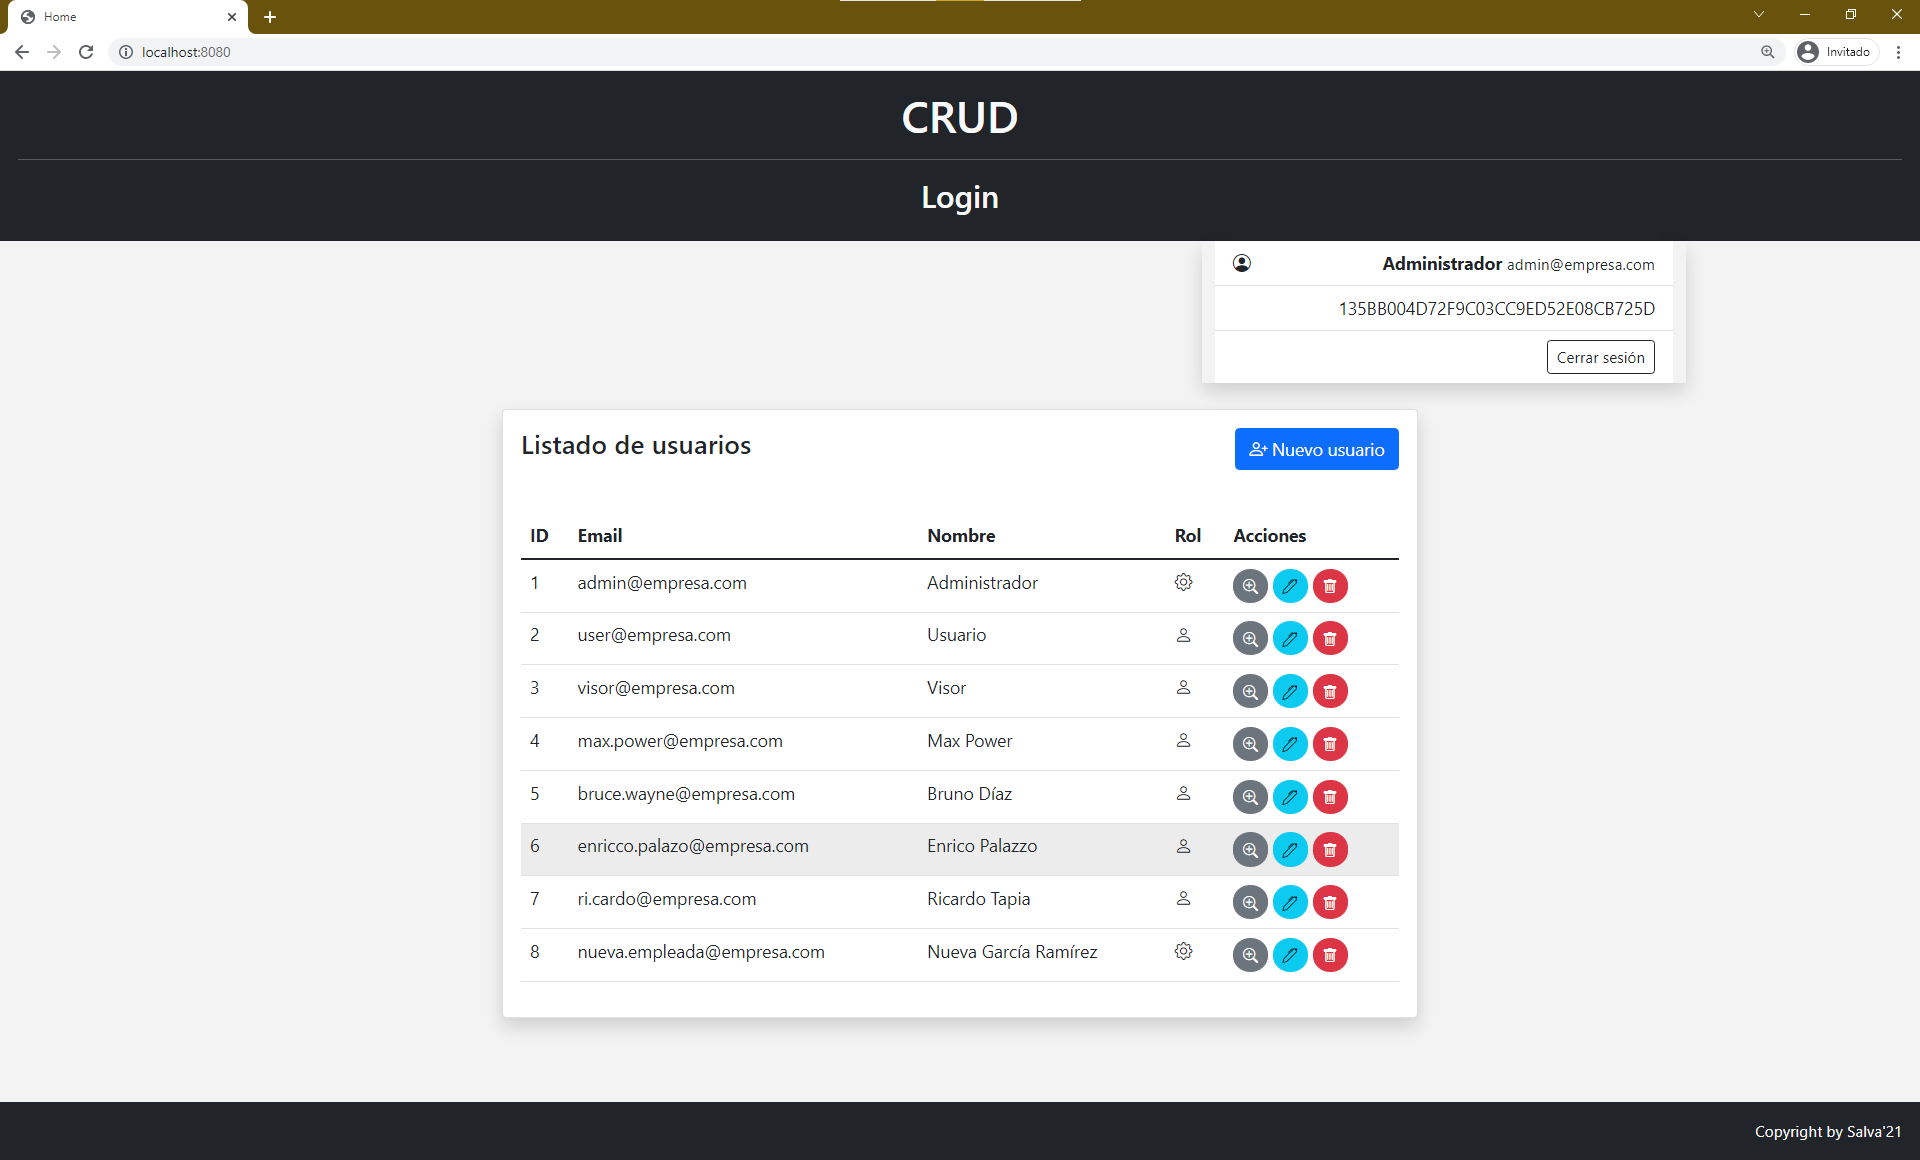 Home
localhost:8080
Invitado
CRUD
Login
Administrador admin@empresa.com
135BB004D72F9C03CC9ED52E08CB725D
Cerrar sesión
Listado de usuarios
Nuevo usuario
ID Email Nombre Rol Acciones
1 admin@empresa.com Administrador
2 user@empresa.com Usuario
3 visor@empresa.com Visor
4 max.power@empresa.com Max Power
5 bruce.wayne@empresa.com Bruno Díaz
6 enricco.palazo@empresa.com Enrico Palazzo
7 ri.cardo@empresa.com Ricardo Tapia
8 nueva.empleada@empresa.com Nueva García Ramírez
Copyright by Salva'21